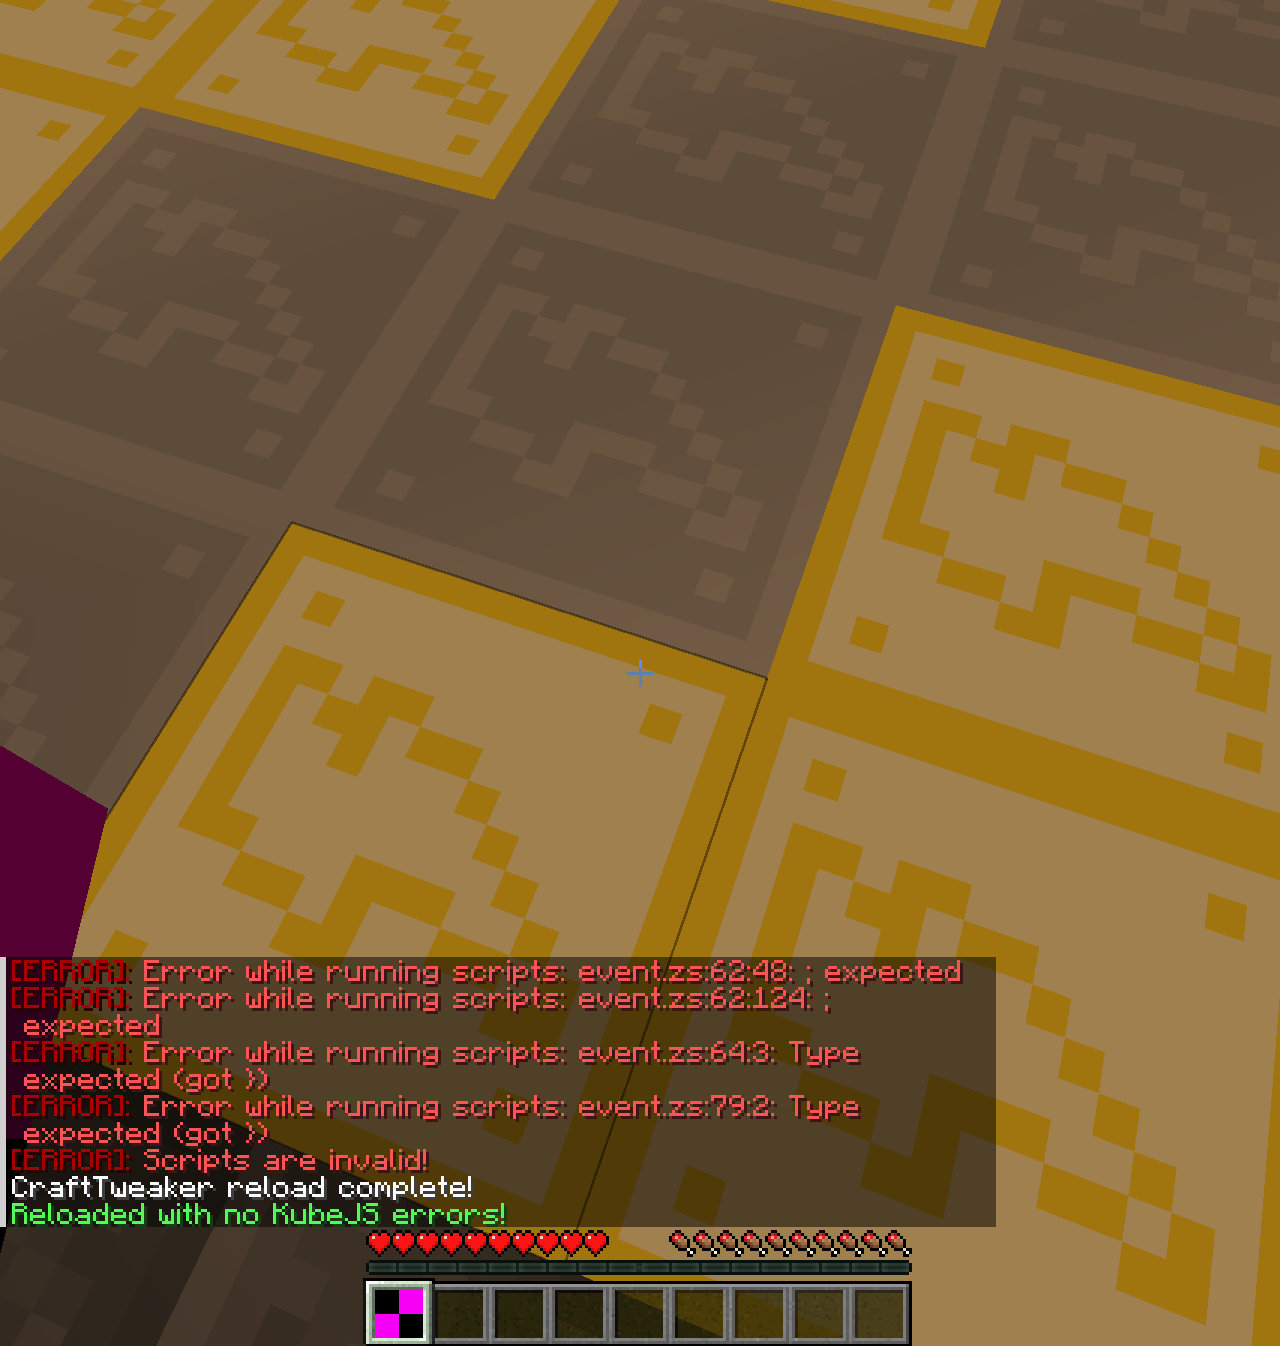 [ERROR]: Error while running scripts: event.zs:62:48: ; expected
[ERROR]: Error while running scripts: event.zs:62:124: ;
expected
[ERROR]: Error while running scripts: event.zs:64:3: Type
expected (got })
[ERROR]: Error while running scripts: event.zs:79:2: Type
expected (got })
[ERROR]: Scripts are invalid!
CraftTweaker reload complete!
Reloaded with no KubeJS errors!